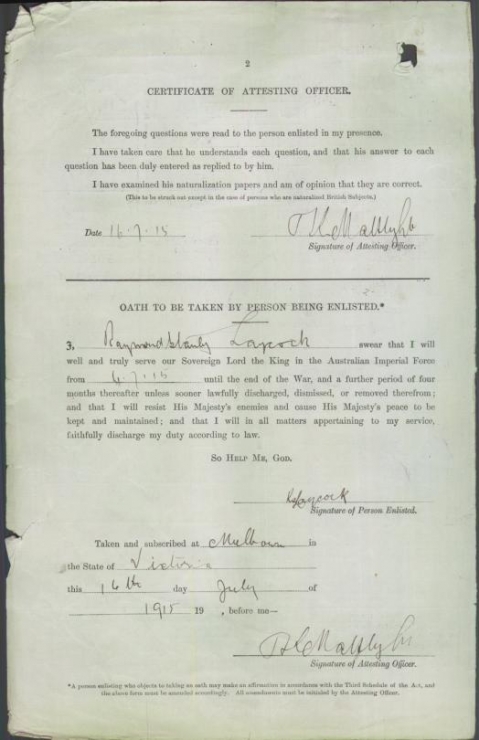 2
CERTIFICATE OF ATTESTING OFFICER.
The foregoing questions were read to the person enlisted in my presence.
I have taken care that he understands each question, and that his answer to each
question has been duly entered as replied to by him.
I have examined his naturalization papers and am of opinion that they are correct.
(This to be struck out except in the case of persons who are naturalized British Subjects.)
Date 16.7.15
Signature of Attesting Officer.
OATH TO BE TAKEN BY PERSON BEING ENLISTED.*
I, Raymond Stanly Laycock swear that I will
well and truly serve our Sovereign Lord the King in the Australian Imperial Force
from 6.7.15 until the end of the War, and a further period of four
months thereafter unless sooner lawfully discharged, dismissed, or removed therefrom;
and that I will resist His Majesty's enemies and cause His Majesty's peace to be
kept and maintained; and that I will in all matters appertaining to my service,
faithfully discharge my duty according to law.
SO HELP ME, GOD.
Laycock
Signature of Person Enlisted.
Taken and subscribed at Melbourne in
the State of Victoria
this 16th day July of
1915 19 , before me—
Signature of Attesting Officer.
*A person enlisting who objects to taking an oath may make an affirmation in accordance with the Third Schedule of the Act, and
the above form must be amended accordingly. All amendments must be initialed by the Attesting Officer.